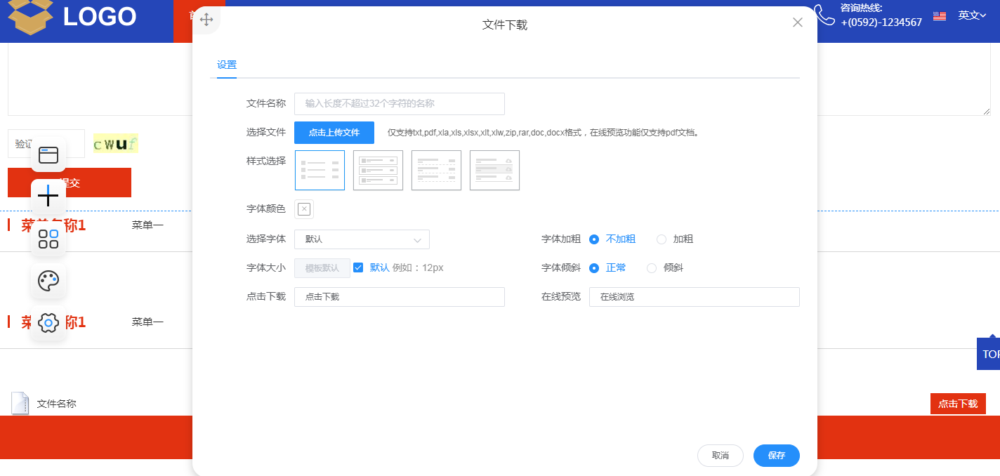 LOGO
咨询热线:
+(0592)-1234567
英文
文件下载
设置
文件名称 输入长度不超过32个字符的名称
选择文件 点击上传文件 仅支持txt,pdf,xla,xls,xlsx,xlt,xlw,zip,rar,doc,docx格式，在线预览功能仅支持pdf文档。
样式选择
字体颜色
选择字体 默认 字体加粗 不加粗 加粗
字体大小 模板默认 默认 例如：12px 字体倾斜 正常 倾斜
点击下载 点击下载 在线预览 在线浏览
取消 保存
验证
cwuf
提交
菜单名称1 菜单一
菜单名称1 菜单一
TOP
文件名称 点击下载